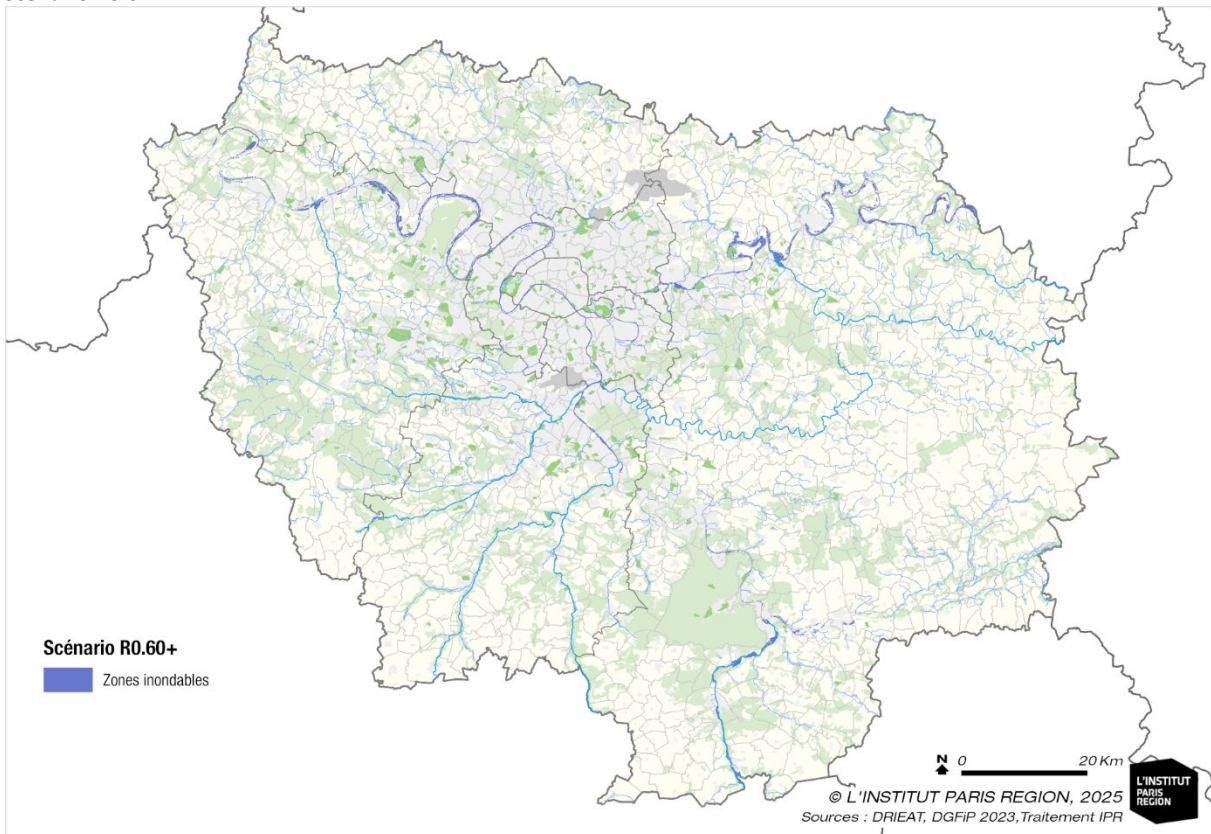 Scénario R0.60+
Zones inondables
N 0 20 Km
© L'INSTITUT PARIS REGION, 2025
Sources : DRIEAT, DGFiP 2023,Traitement IPR
L'INSTITUT
PARIS
REGION